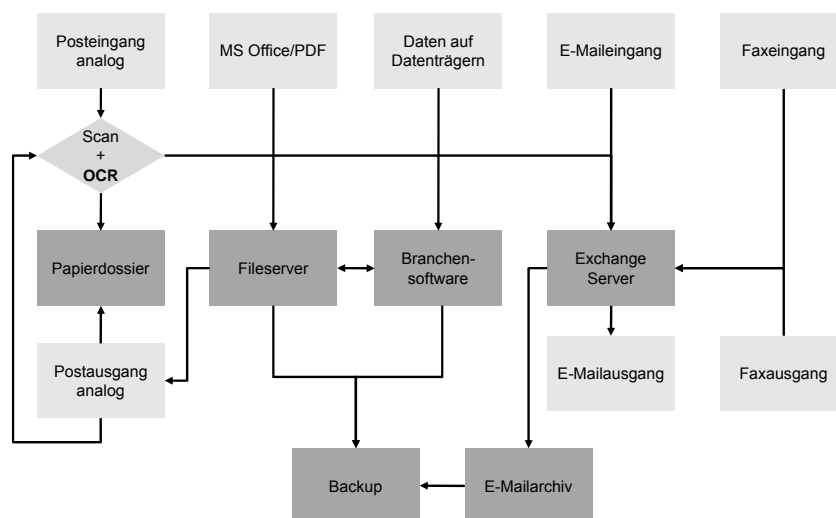 Posteingang
analog
MS Office/PDF
Daten auf
Datenträgern
E-Maileingang
Faxeingang
Scan
+
OCR
Papierdossier
Fileserver
Branchen-
software
Exchange
Server
Postausgang
analog
E-Mailausgang
Faxausgang
Backup
E-Mailarchiv